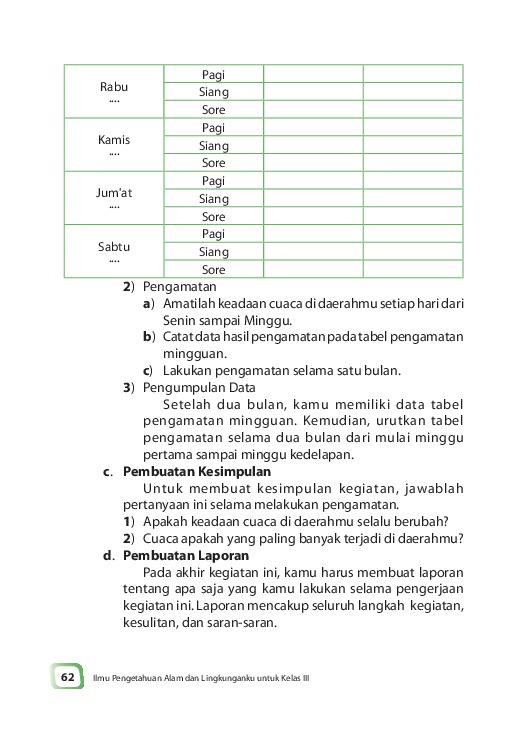 Rabu
....
Pagi
Siang
Sore
Kamis
....
Pagi
Siang
Sore
Jum'at
....
Pagi
Siang
Sore
Sabtu
....
Pagi
Siang
Sore
2) Pengamatan
a) Amatilah keadaan cuaca di daerahmu setiap hari dari
Senin sampai Minggu.
b) Catat data hasil pengamatan pada tabel pengamatan
mingguan.
c) Lakukan pengamatan selama satu bulan.
3) Pengumpulan Data
Setelah dua bulan, kamu memiliki data tabel
pengamatan mingguan. Kemudian, urutkan tabel
pengamatan selama dua bulan dari mulai minggu
pertama sampai minggu kedelapan.
c. Pembuatan Kesimpulan
Untuk membuat kesimpulan kegiatan, jawablah
pertanyaan ini selama melakukan pengamatan.
1) Apakah keadaan cuaca di daerahmu selalu berubah?
2) Cuaca apakah yang paling banyak terjadi di daerahmu?
d. Pembuatan Laporan
Pada akhir kegiatan ini, kamu harus membuat laporan
tentang apa saja yang kamu lakukan selama pengerjaan
kegiatan ini. Laporan mencakup seluruh langkah kegiatan,
kesulitan, dan saran-saran.
62 Ilmu Pengetahuan Alam dan Lingkunganku untuk Kelas III